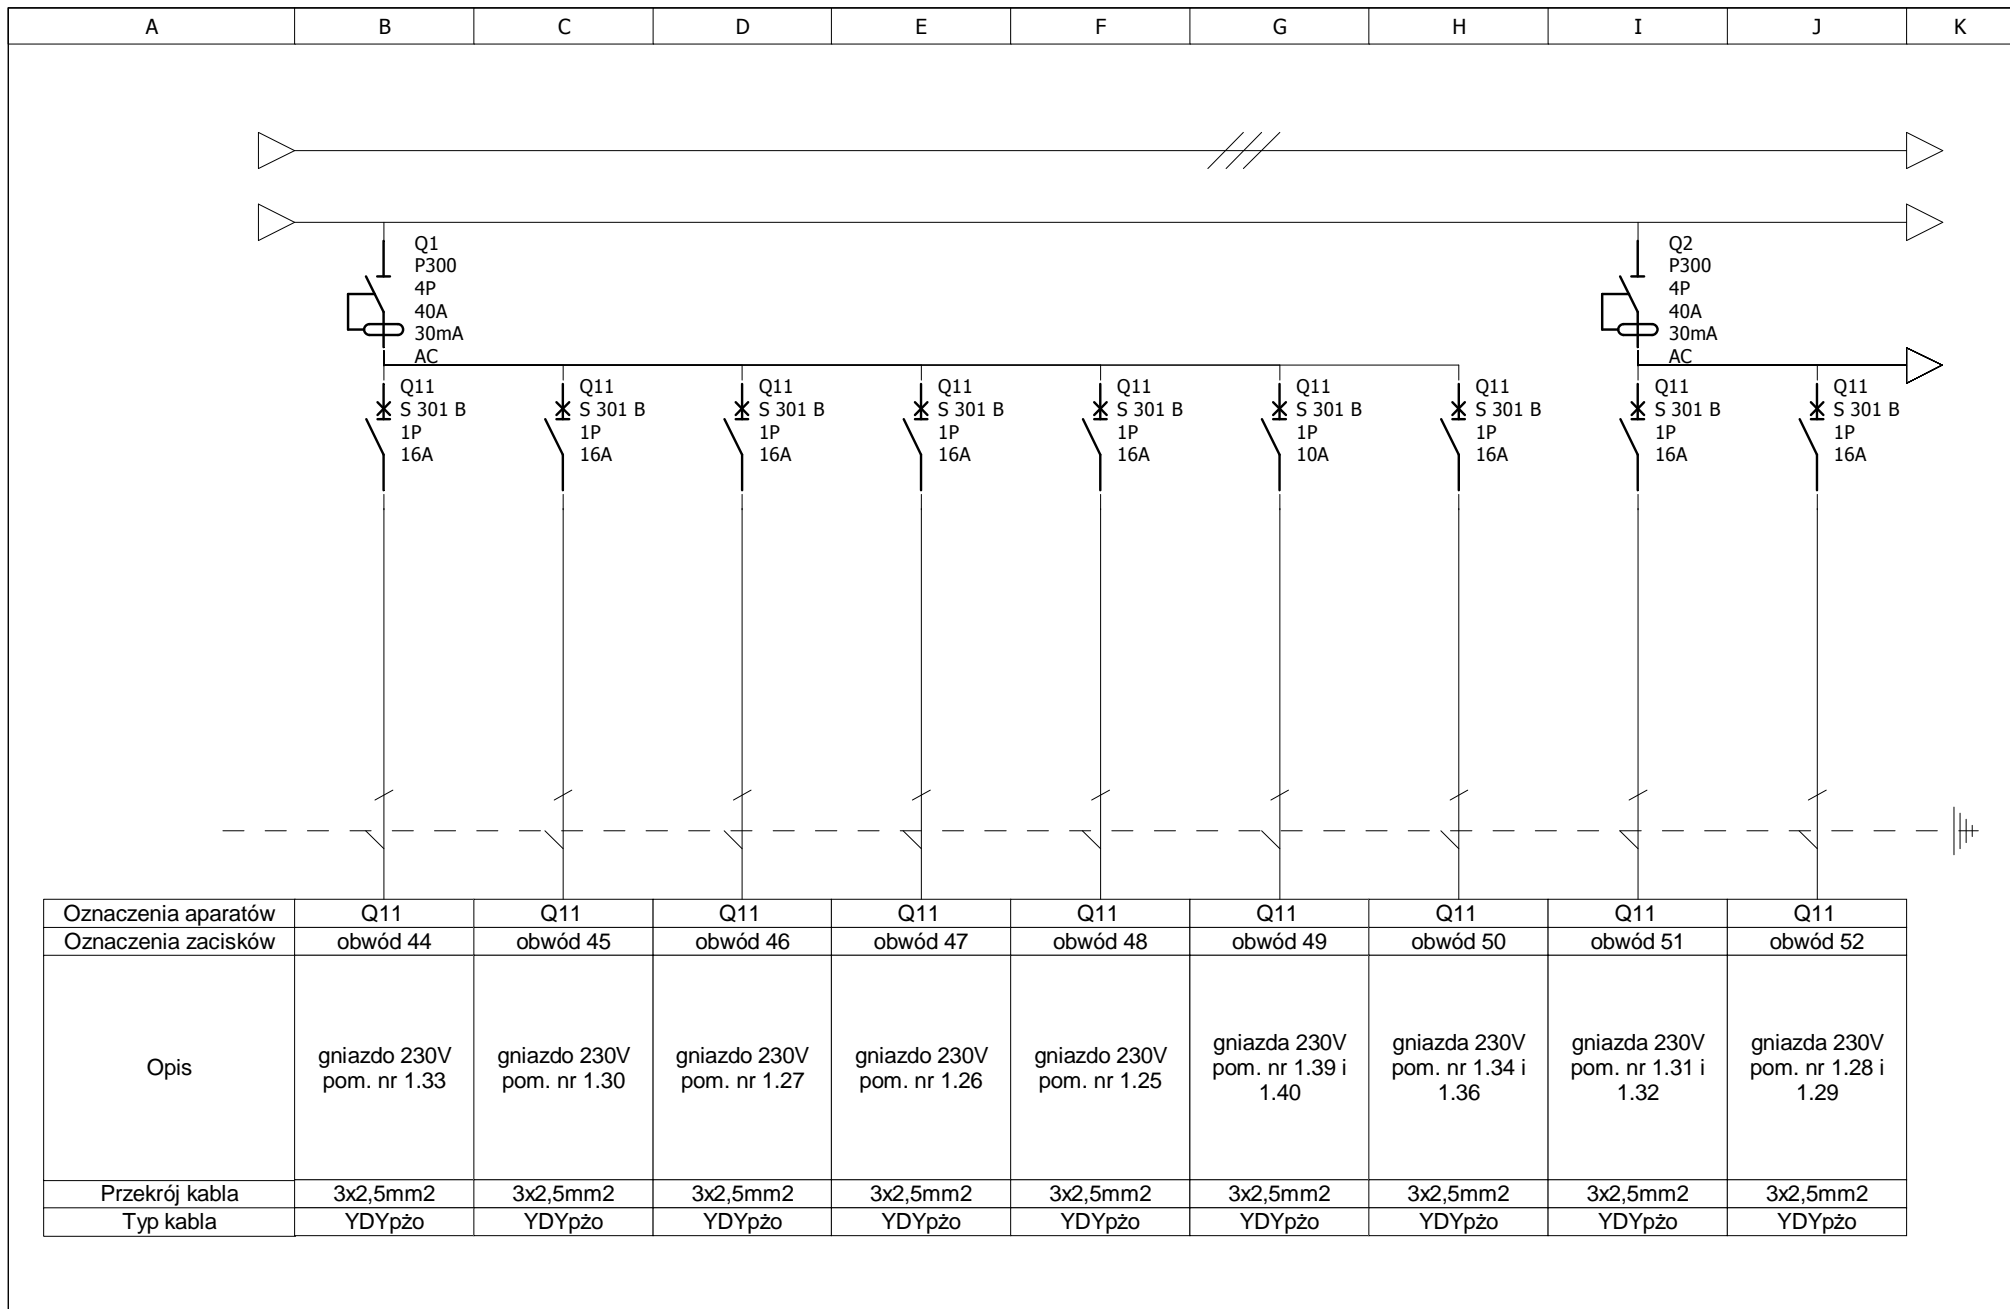 A B C D E F G H I J K
Q1
P300
4P
40A
30mA
AC
Q2
P300
4P
40A
30mA
AC
Q11 Q11 Q11 Q11 Q11 Q11 Q11 Q11 Q11
S 301 B S 301 B S 301 B S 301 B S 301 B S 301 B S 301 B S 301 B S 301 B
1P 1P 1P 1P 1P 1P 1P 1P 1P
16A 16A 16A 16A 16A 10A 16A 16A 16A
Oznaczenia aparatów Q11 Q11 Q11 Q11 Q11 Q11 Q11 Q11 Q11
Oznaczenia zacisków obwód 44 obwód 45 obwód 46 obwód 47 obwód 48 obwód 49 obwód 50 obwód 51 obwód 52
Opis
gniazdo 230V
pom. nr 1.33
gniazdo 230V
pom. nr 1.30
gniazdo 230V
pom. nr 1.27
gniazdo 230V
pom. nr 1.26
gniazdo 230V
pom. nr 1.25
gniazda 230V
pom. nr 1.39 i
1.40
gniazda 230V
pom. nr 1.34 i
1.36
gniazda 230V
pom. nr 1.31 i
1.32
gniazda 230V
pom. nr 1.28 i
1.29
Przekrój kabla 3x2,5mm2 3x2,5mm2 3x2,5mm2 3x2,5mm2 3x2,5mm2 3x2,5mm2 3x2,5mm2 3x2,5mm2 3x2,5mm2
Typ kabla YDYpżo YDYpżo YDYpżo YDYpżo YDYpżo YDYpżo YDYpżo YDYpżo YDYpżo